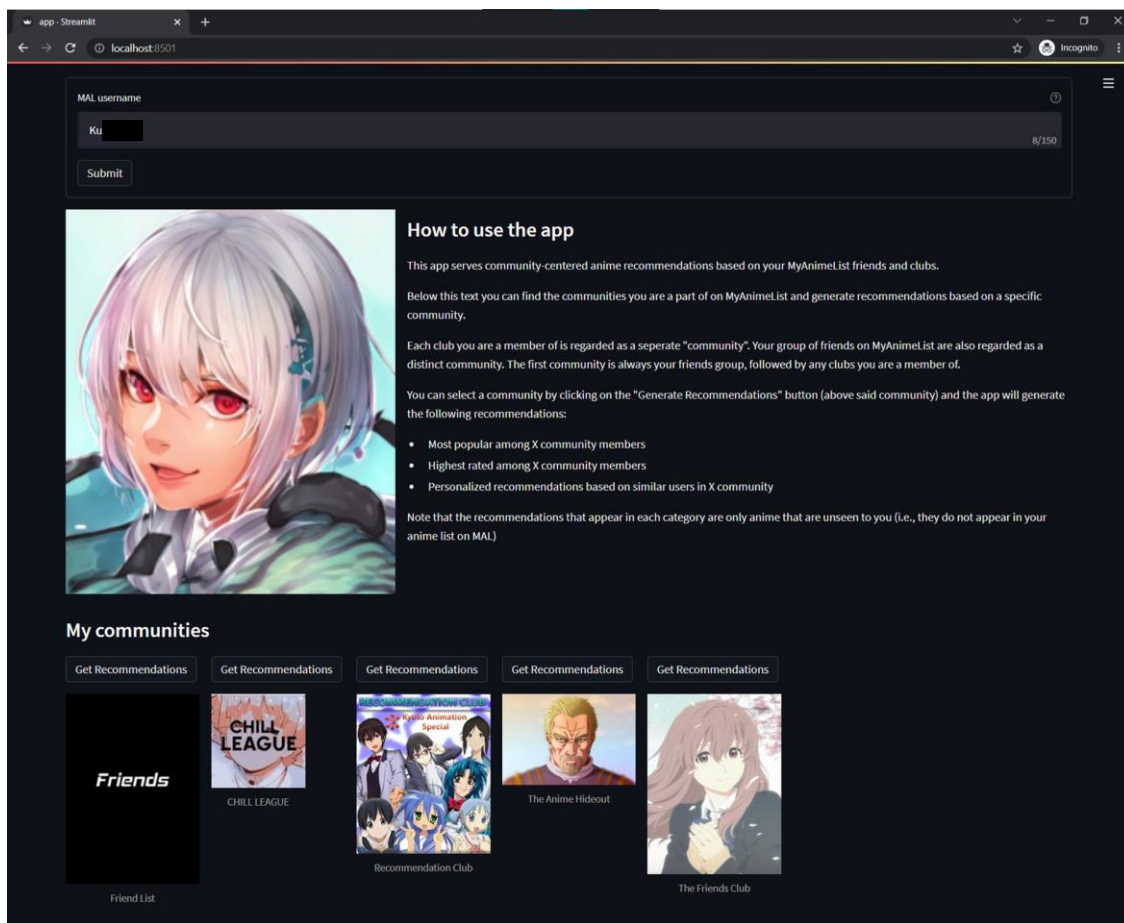 app · Streamlit
localhost:8501
Incognito
MAL username
Ku
8/150
Submit
How to use the app
This app serves community-centered anime recommendations based on your MyAnimeList friends and clubs.
Below this text you can find the communities you are a part of on MyAnimeList and generate recommendations based on a specific
community.
Each club you are a member of is regarded as a seperate "community". Your group of friends on MyAnimeList are also regarded as a
distinct community. The first community is always your friends group, followed by any clubs you are a member of.
You can select a community by clicking on the "Generate Recommendations" button (above said community) and the app will generate
the following recommendations:
• Most popular among X community members
• Highest rated among X community members
• Personalized recommendations based on similar users in X community
Note that the recommendations that appear in each category are only anime that are unseen to you (i.e., they do not appear in your
anime list on MAL)
My communities
Get Recommendations Get Recommendations Get Recommendations Get Recommendations Get Recommendations
Friends
CHILL
LEAGUE
CHILL LEAGUE
RECOMMENDATION CLUB
Kyoto Animation
Special
The Anime Hideout
Recommendation Club
The Friends Club
Friend List